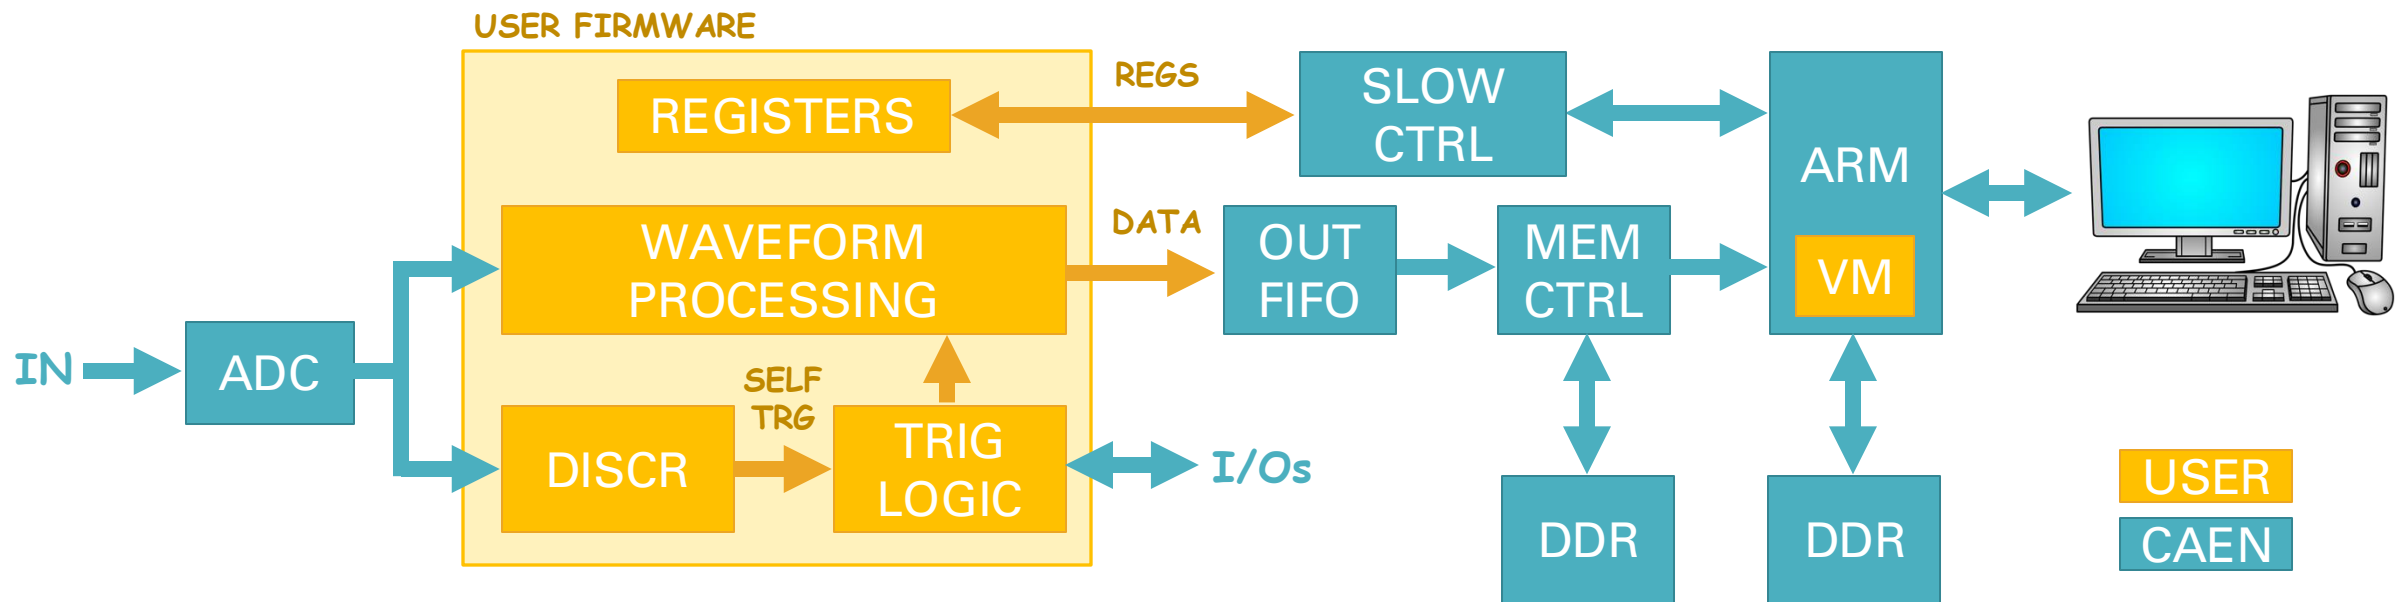 USER FIRMWARE
REGISTERS
REGS
SLOW
CTRL
ARM
WAVEFORM
PROCESSING
DATA
OUT
FIFO
MEM
CTRL
VM
IN
ADC
SELF
TRG
DISCR
TRIG
LOGIC
I/Os
DDR
DDR
USER
CAEN